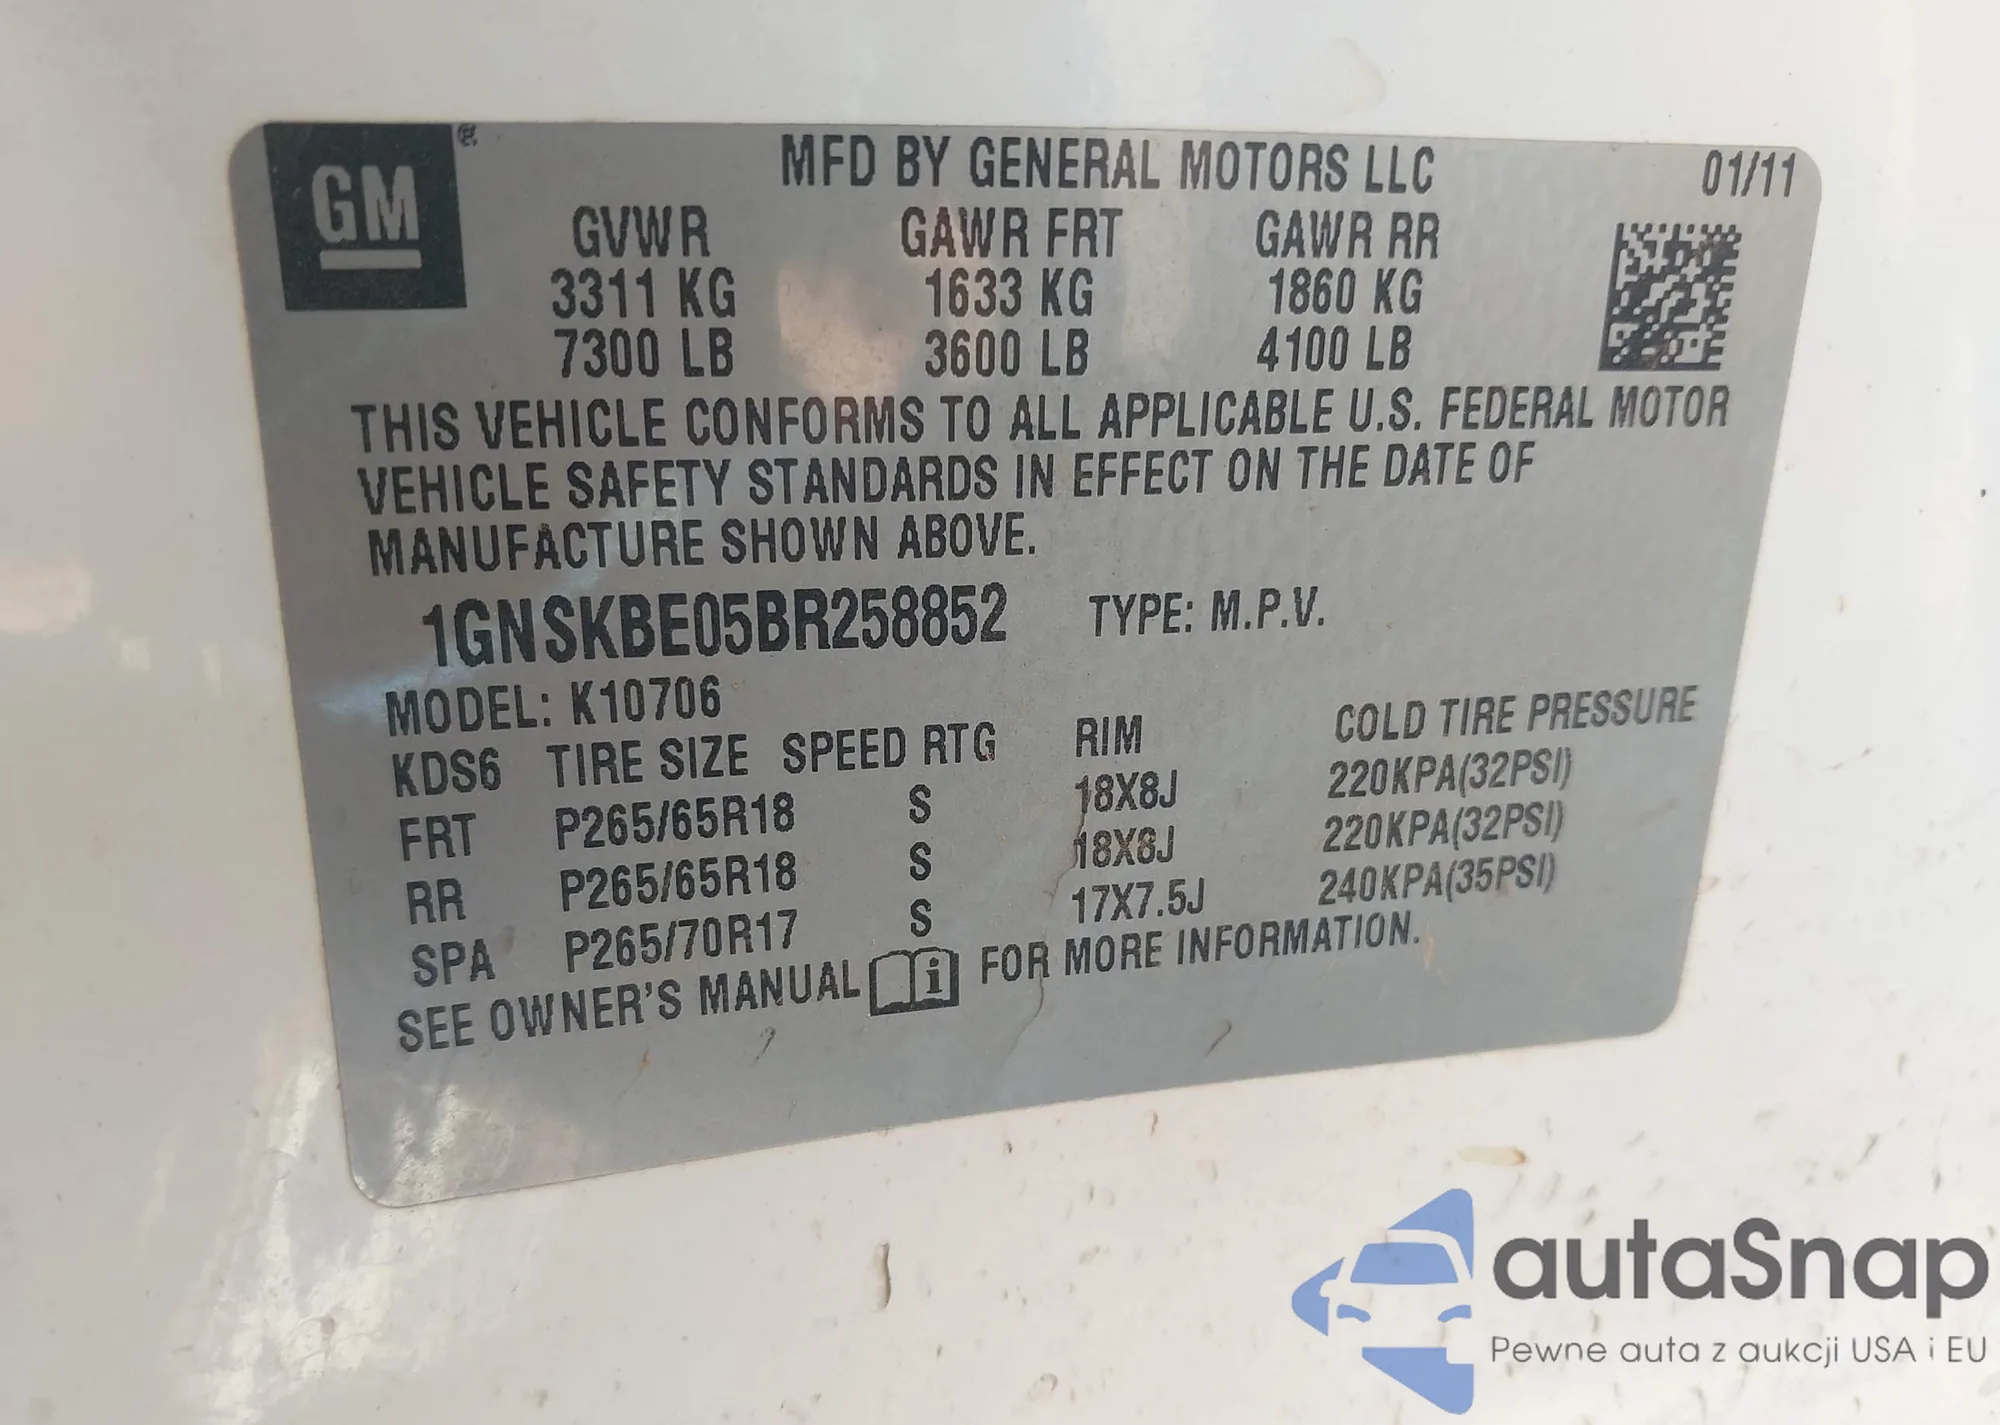 GM
MFD BY GENERAL MOTORS LLC 01/11
GVWR GAWR FRT GAWR RR
3311 KG 1633 KG 1860 KG
7300 LB 3600 LB 4100 LB
THIS VEHICLE CONFORMS TO ALL APPLICABLE U.S. FEDERAL MOTOR
VEHICLE SAFETY STANDARDS IN EFFECT ON THE DATE OF
MANUFACTURE SHOWN ABOVE.
1GNSKBE05BR258852 TYPE: M.P.V.
MODEL: K10706
KDS6 TIRE SIZE SPEED RTG RIM COLD TIRE PRESSURE
FRT P265/65R18 S 18X8J 220KPA(32PSI)
RR P265/65R18 S 18X8J 220KPA(32PSI)
SPA P265/70R17 S 17X7.5J 240KPA(35PSI)
SEE OWNER'S MANUAL FOR MORE INFORMATION.
autaSnap
Pewne auta z aukcji USA i EU